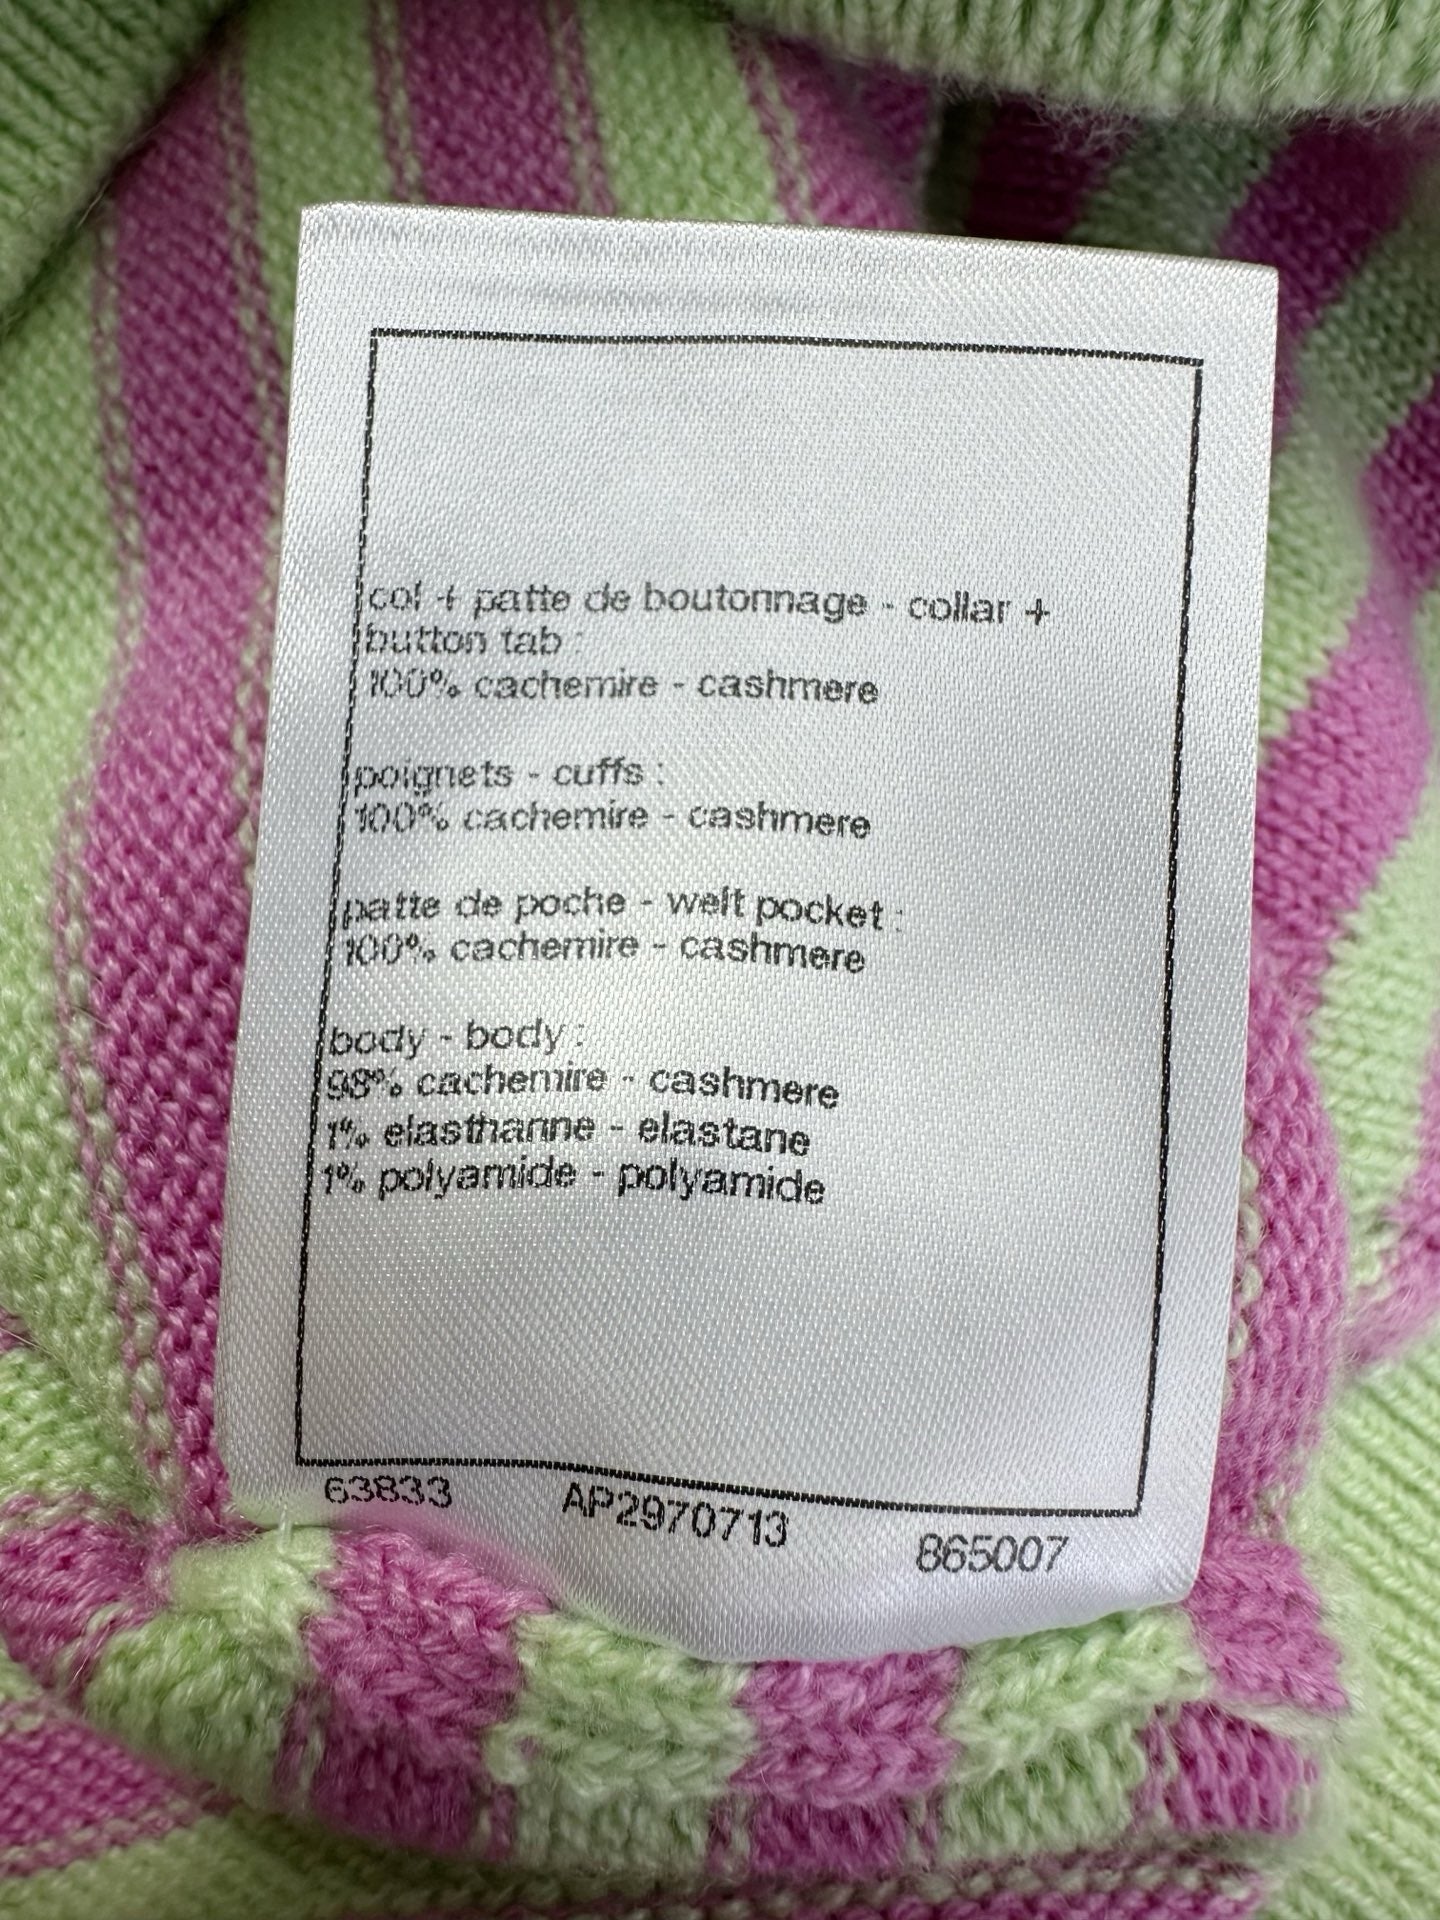 col + patte de boutonnage - collar +
button tab :
100% cachemire - cashmere
poignets - cuffs :
100% cachemire - cashmere
patte de poche - welt pocket :
100% cachemire - cashmere
body - body :
98% cachemire - cashmere
1% elasthanne - elastane
1% polyamide - polyamide
63833 AP2970713 865007